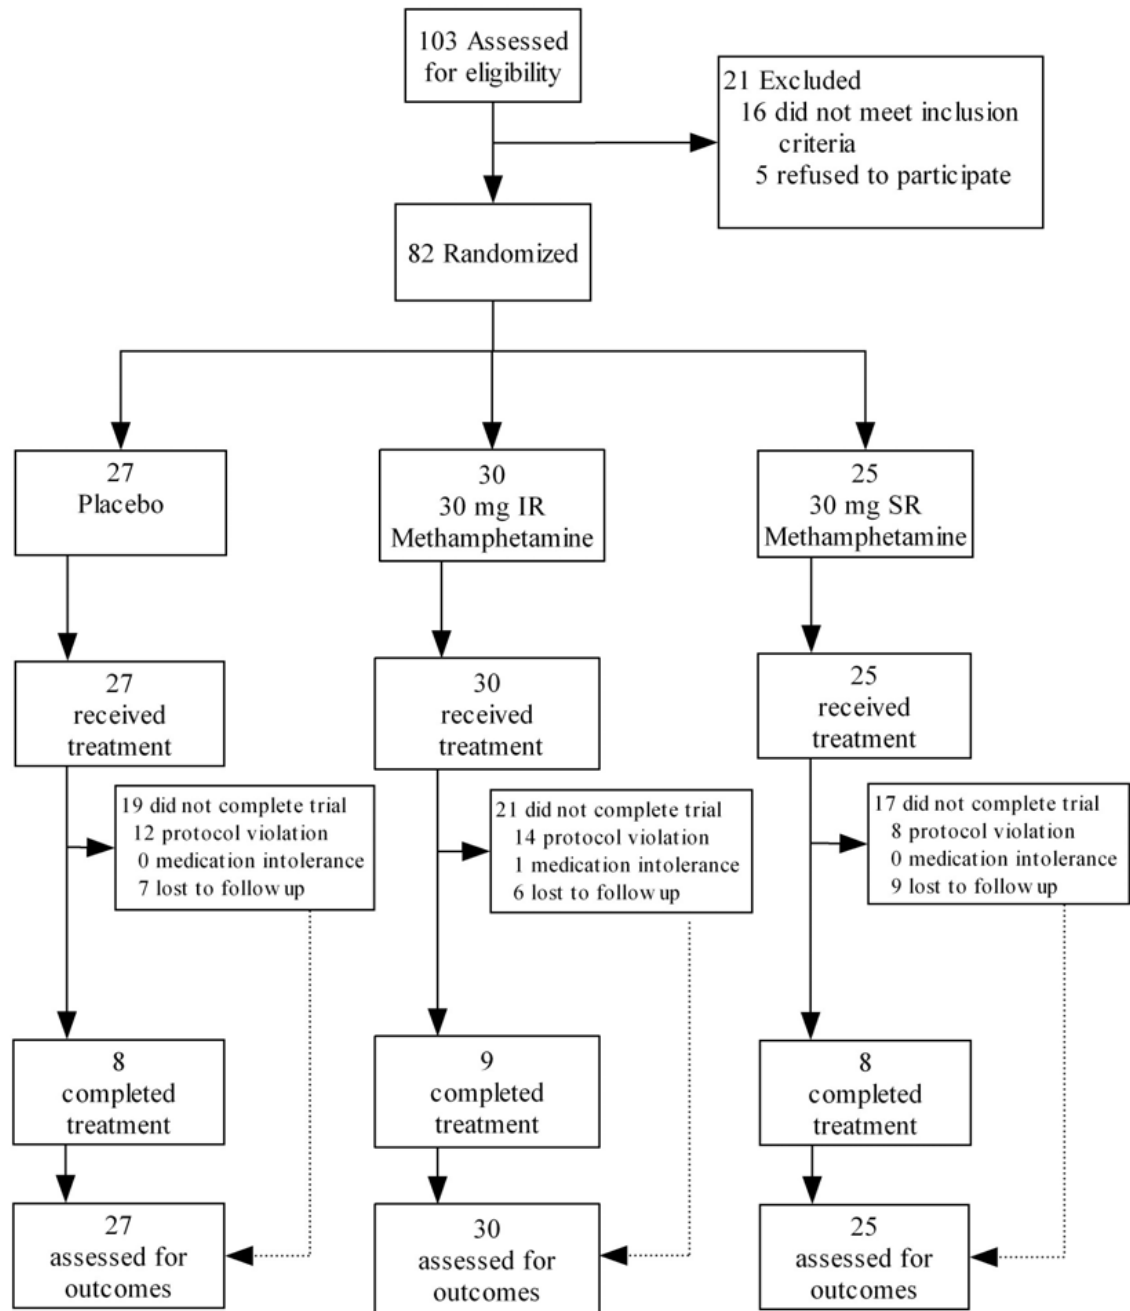 103 Assessed
for eligibility
21 Excluded
16 did not meet inclusion
criteria
5 refused to participate
82 Randomized
27
Placebo
30
30 mg IR
Methamphetamine
25
30 mg SR
Methamphetamine
27
received
treatment
30
received
treatment
25
received
treatment
19 did not complete trial
12 protocol violation
0 medication intolerance
7 lost to follow up
21 did not complete trial
14 protocol violation
1 medication intolerance
6 lost to follow up
17 did not complete trial
8 protocol violation
0 medication intolerance
9 lost to follow up
8
completed
treatment
9
completed
treatment
8
completed
treatment
27
assessed for
outcomes
30
assessed for
outcomes
25
assessed for
outcomes